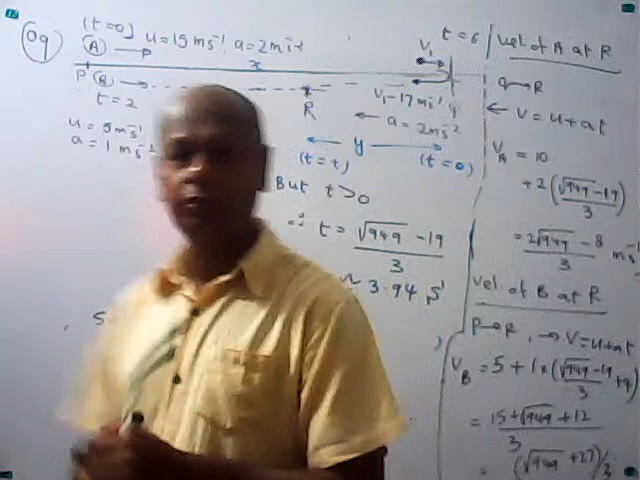 Q9
(t=0)
(A) → u = 15 ms⁻¹, a = 2 ms⁻²
x
P (B) →
t = 2
u = 5 ms⁻¹
a = 1 ms⁻²
t = 6
V₁
R
V₁ - 17 ms⁻¹ q
← a = 2 ms⁻²
← y →
(t = t) (t = 0)
But t > 0
∴ t = (√949 - 19)/3
~ 3.94 s
S
Vel of A at R
q → R
← V = u + at
V_A = 10
+ 2 ((√949 - 19)/3)
= (2√949 - 8)/3 ms⁻¹
Vel. of B at R
P → R, → V = u + at
V_B = 5 + 1 × ((√949 - 19)/3 + 4)
= (15 + √949 + 12)/3
= (√949 + 27)/3